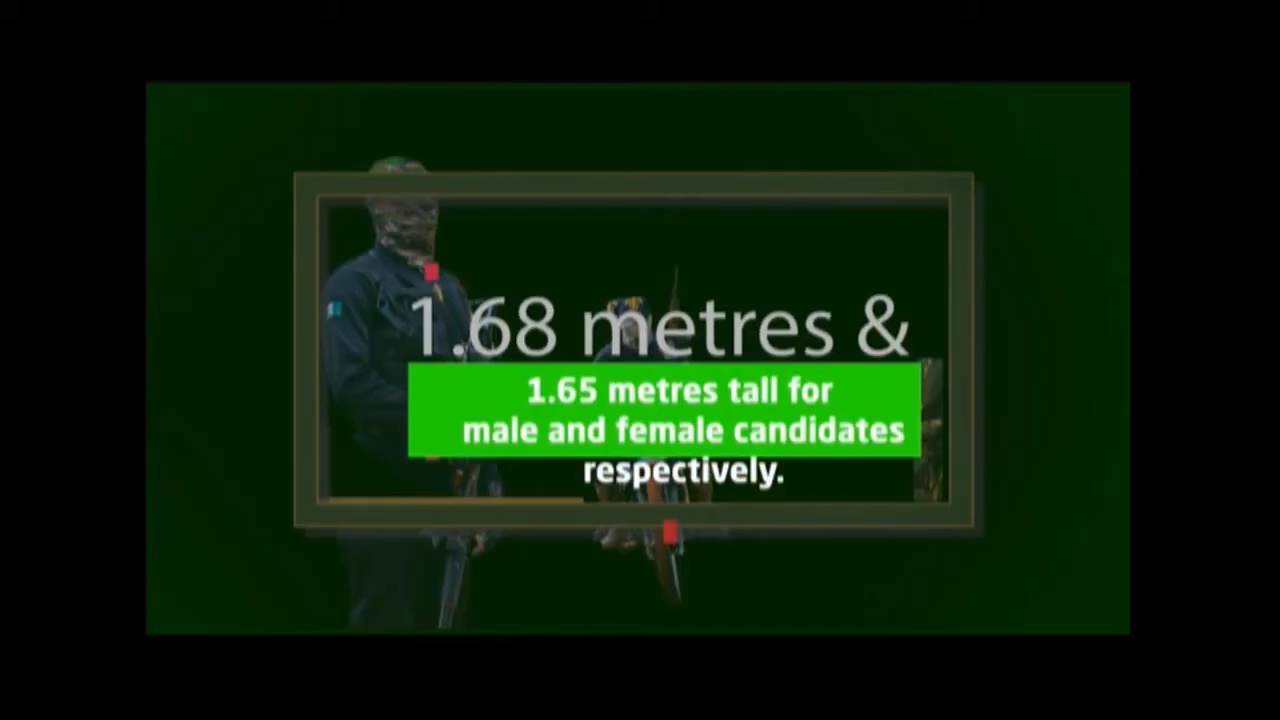 1.68 metres &
1.65 metres tall for
male and female candidates
respectively.